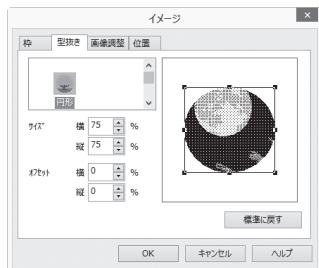 イメージ
枠 型抜き 画像調整 位置
円形
ｻｲｽﾞ 横 75 %
縦 75 %
ｵﾌｾｯﾄ 横 0 %
縦 0 %
標準に戻す
OK キャンセル ヘルプ